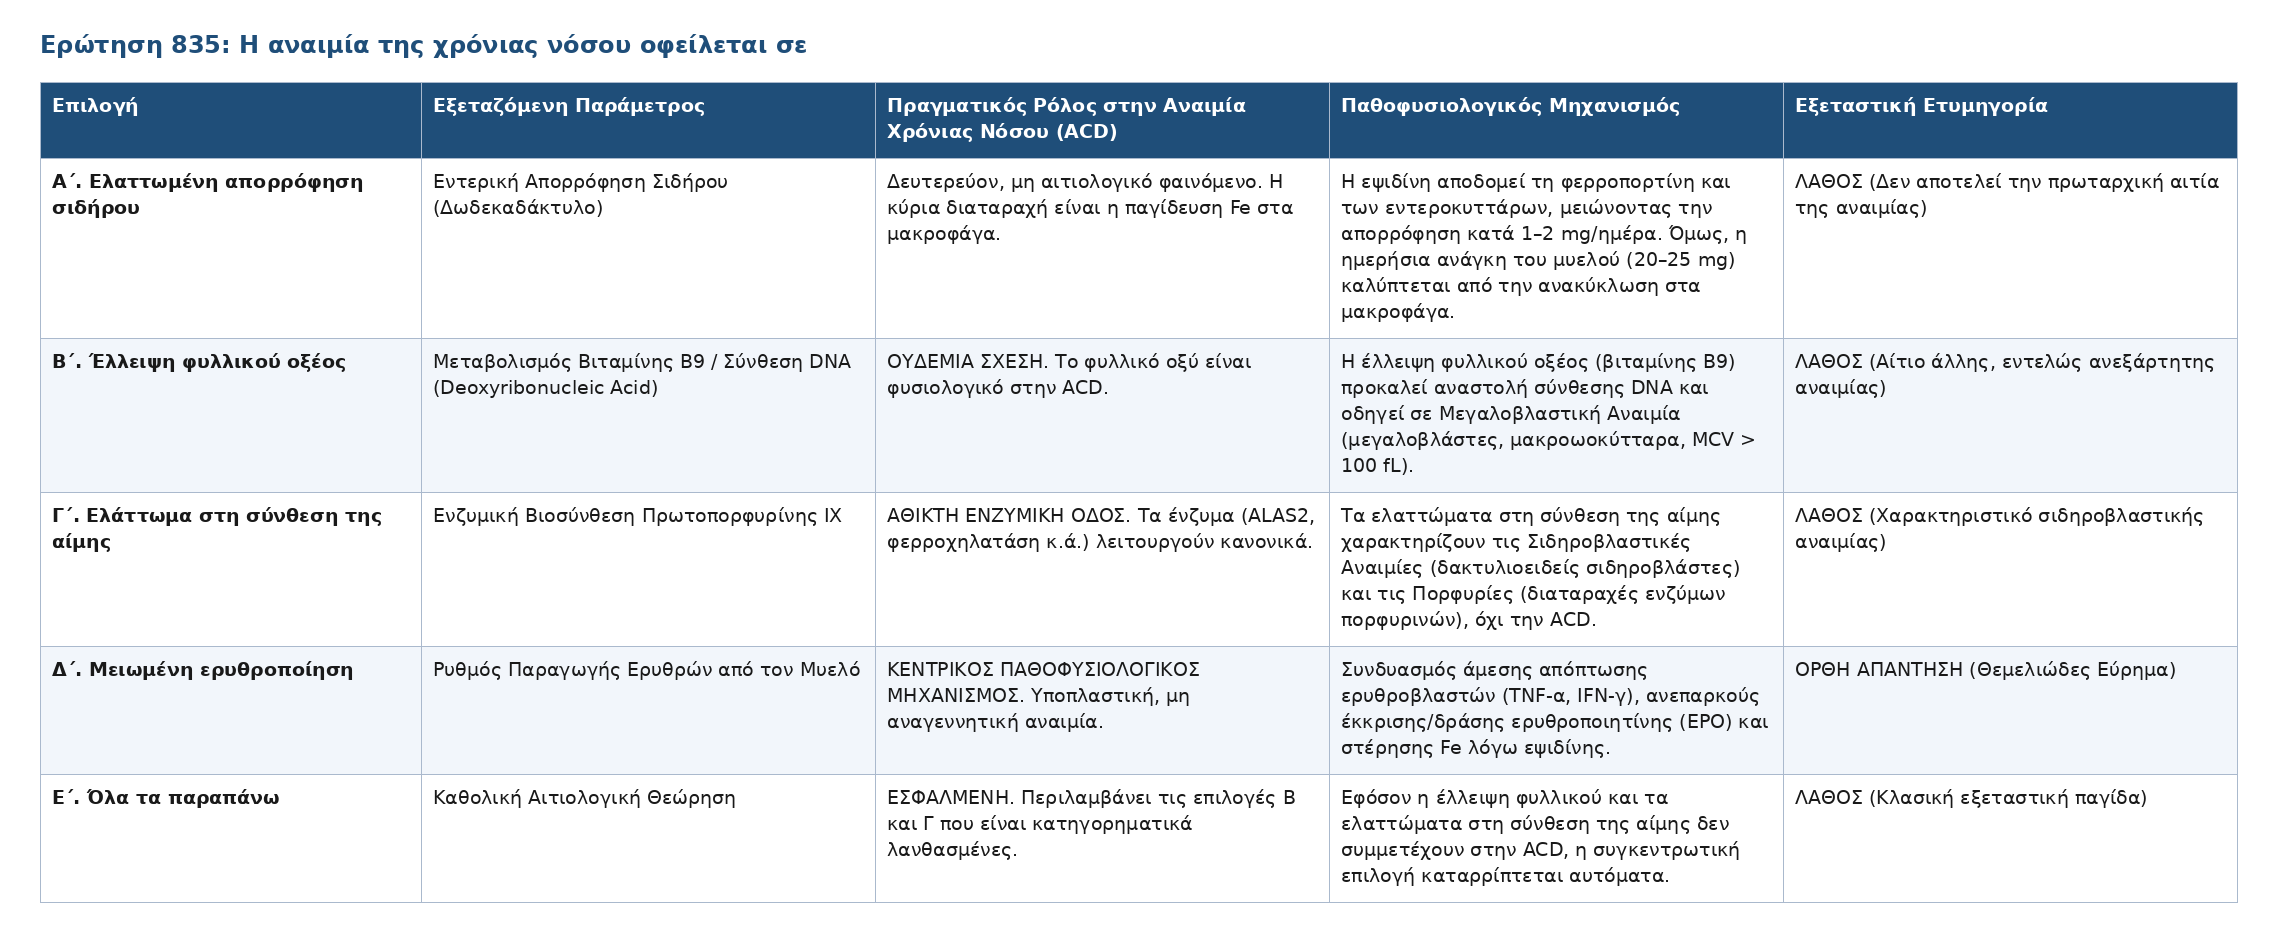 Ερώτηση 835: Η αναιμία της χρόνιας νόσου οφείλεται σε
Επιλογή
Εξεταζόμενη Παράμετρος
Πραγματικός Ρόλος στην Αναιμία
Χρόνιας Νόσου (ACD)
Παθοφυσιολογικός Μηχανισμός
Εξεταστική Ετυμηγορία
Α΄. Ελαττωμένη απορρόφηση
σιδήρου
Εντερική Απορρόφηση Σιδήρου
(Δωδεκαδάκτυλο)
Δευτερεύον, μη αιτιολογικό φαινόμενο. Η
κύρια διαταραχή είναι η παγίδευση Fe στα
μακροφάγα.
Η εψιδίνη αποδομεί τη φερροπορτίνη και
των εντεροκυττάρων, μειώνοντας την
απορρόφηση κατά 1–2 mg/ημέρα. Όμως, η
ημερήσια ανάγκη του μυελού (20–25 mg)
καλύπτεται από την ανακύκλωση στα
μακροφάγα.
ΛΑΘΟΣ (Δεν αποτελεί την πρωταρχική αιτία
της αναιμίας)
Β΄. Έλλειψη φυλλικού οξέος
Μεταβολισμός Βιταμίνης Β9 / Σύνθεση DNA
(Deoxyribonucleic Acid)
ΟΥΔΕΜΙΑ ΣΧΕΣΗ. Το φυλλικό οξύ είναι
φυσιολογικό στην ACD.
Η έλλειψη φυλλικού οξέος (βιταμίνης Β9)
προκαλεί αναστολή σύνθεσης DNA και
οδηγεί σε Μεγαλοβλαστική Αναιμία
(μεγαλοβλάστες, μακροωοκύτταρα, MCV >
100 fL).
ΛΑΘΟΣ (Αίτιο άλλης, εντελώς ανεξάρτητης
αναιμίας)
Γ΄. Ελάττωμα στη σύνθεση της
αίμης
Ενζυμική Βιοσύνθεση Πρωτοπορφυρίνης ΙΧ
ΑΘΙΚΤΗ ΕΝΖΥΜΙΚΗ ΟΔΟΣ. Τα ένζυμα (ALAS2,
φερροχηλατάση κ.ά.) λειτουργούν κανονικά.
Τα ελαττώματα στη σύνθεση της αίμης
χαρακτηρίζουν τις Σιδηροβλαστικές
Αναιμίες (δακτυλιοειδείς σιδηροβλάστες)
και τις Πορφυρίες (διαταραχές ενζύμων
πορφυρινών), όχι την ACD.
ΛΑΘΟΣ (Χαρακτηριστικό σιδηροβλαστικής
αναιμίας)
Δ΄. Μειωμένη ερυθροποίηση
Ρυθμός Παραγωγής Ερυθρών από τον Μυελό
ΚΕΝΤΡΙΚΟΣ ΠΑΘΟΦΥΣΙΟΛΟΓΙΚΟΣ
ΜΗΧΑΝΙΣΜΟΣ. Υποπλαστική, μη
αναγεννητική αναιμία.
Συνδυασμός άμεσης απόπτωσης
ερυθροβλαστών (TNF-α, IFN-γ), ανεπαρκούς
έκκρισης/δράσης ερυθροποιητίνης (EPO) και
στέρησης Fe λόγω εψιδίνης.
ΟΡΘΗ ΑΠΑΝΤΗΣΗ (Θεμελιώδες Εύρημα)
Ε΄. Όλα τα παραπάνω
Καθολική Αιτιολογική Θεώρηση
ΕΣΦΑΛΜΕΝΗ. Περιλαμβάνει τις επιλογές Β
και Γ που είναι κατηγορηματικά
λανθασμένες.
Εφόσον η έλλειψη φυλλικού και τα
ελαττώματα στη σύνθεση της αίμης δεν
συμμετέχουν στην ACD, η συγκεντρωτική
επιλογή καταρρίπτεται αυτόματα.
ΛΑΘΟΣ (Κλασική εξεταστική παγίδα)